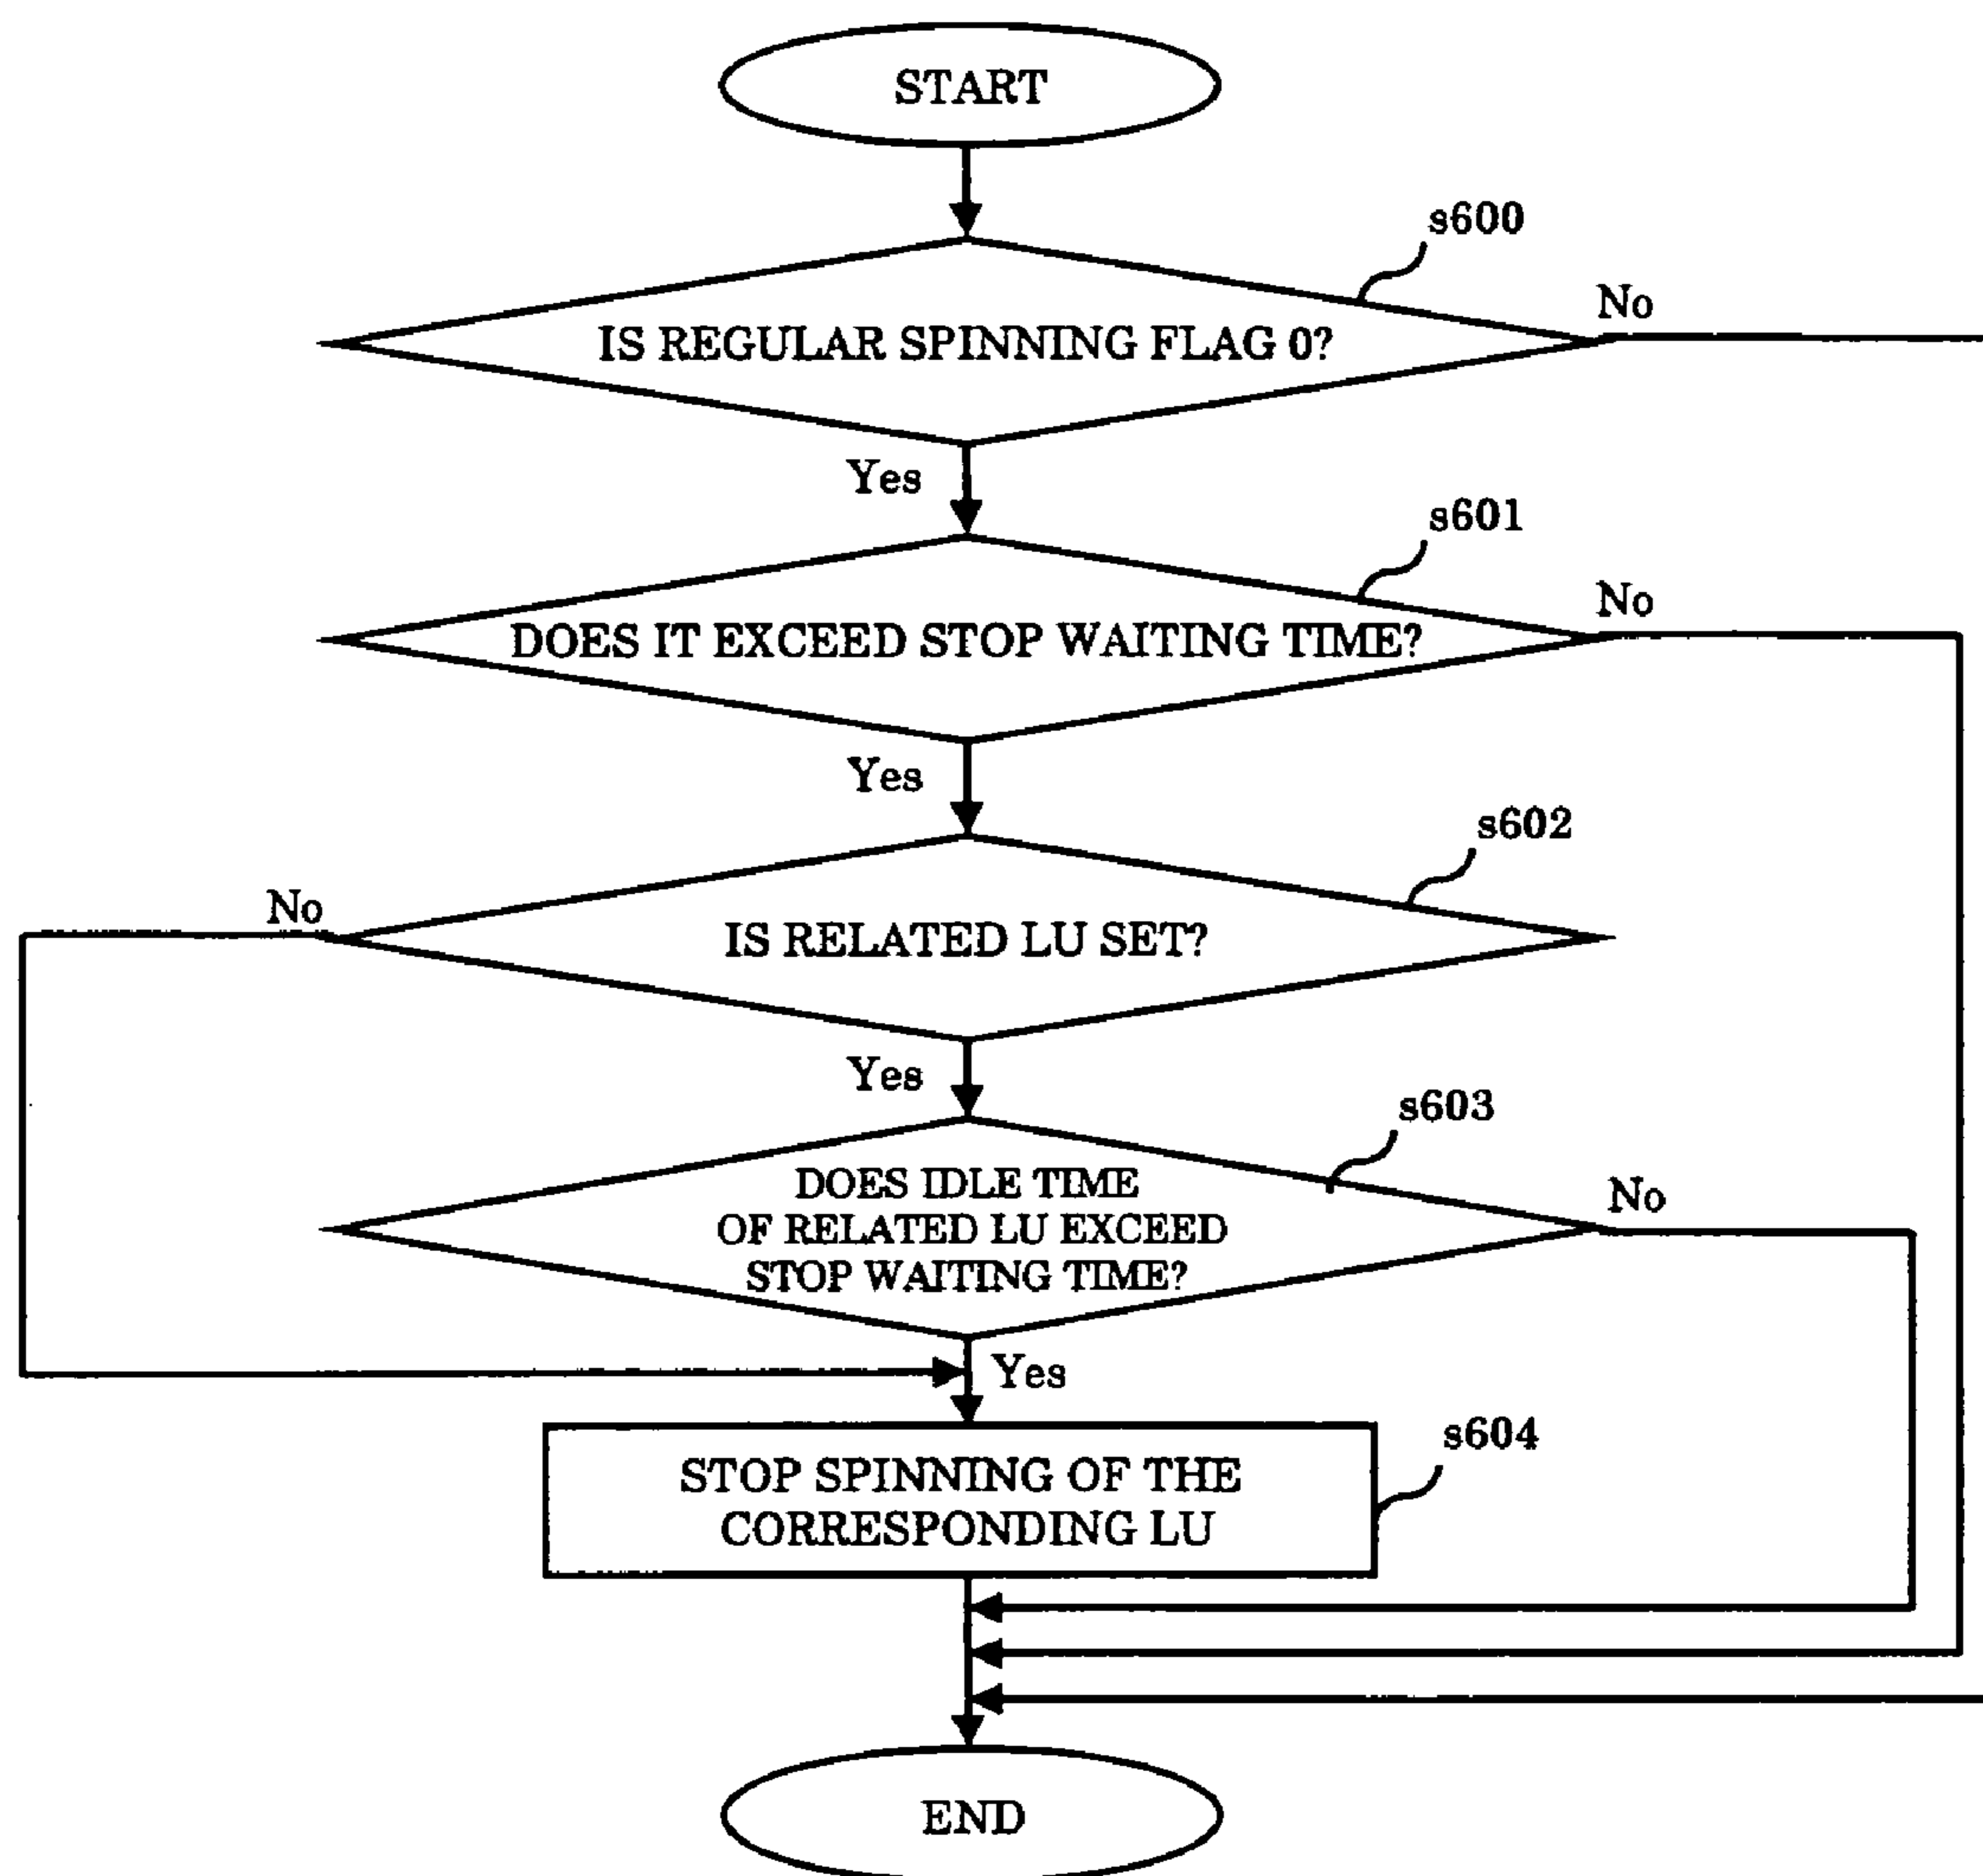 START
s600
No
IS REGULAR SPINNING FLAG 0?
Yes
s601
No
DOES IT EXCEED STOP WAITING TIME?
Yes
s602
No
IS RELATED LU SET?
Yes
s603
DOES IDLE TIME
OF RELATED LU EXCEED
STOP WAITING TIME?
No
Yes
s604
STOP SPINNING OF THE
CORRESPONDING LU
END